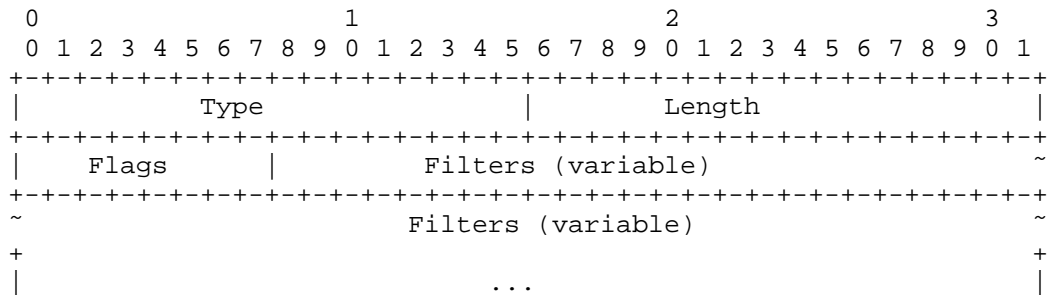 0                   1                   2                   3
 0 1 2 3 4 5 6 7 8 9 0 1 2 3 4 5 6 7 8 9 0 1 2 3 4 5 6 7 8 9 0 1
+-+-+-+-+-+-+-+-+-+-+-+-+-+-+-+-+-+-+-+-+-+-+-+-+-+-+-+-+-+-+-+-+
|           Type                |        Length                 |
+-+-+-+-+-+-+-+-+-+-+-+-+-+-+-+-+-+-+-+-+-+-+-+-+-+-+-+-+-+-+-+-+
|    Flags      |         Filters (variable)                    ~
+-+-+-+-+-+-+-+-+-+-+-+-+-+-+-+-+-+-+-+-+-+-+-+-+-+-+-+-+-+-+-+-+
~                        Filters (variable)                     ~
+                                                               +
|                             ...                               |